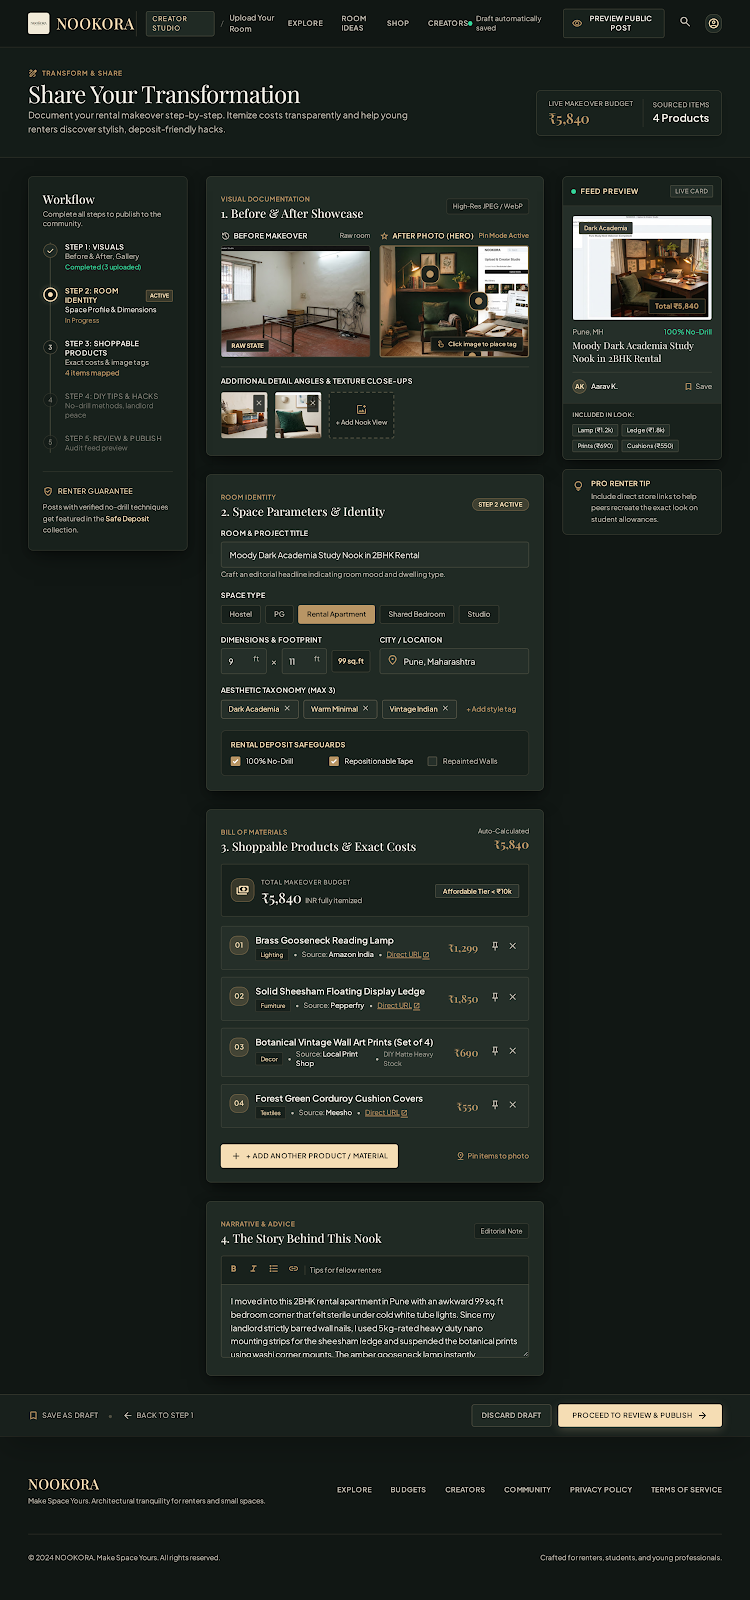 NOOKORA
CREATOR STUDIO
/
Upload Your Room
EXPLORE
ROOM IDEAS
SHOP
CREATORS
Draft automatically saved
PREVIEW PUBLIC POST
TRANSFORM & SHARE
Share Your Transformation
Document your rental makeover step-by-step. Itemize costs transparently and help young
renters discover stylish, deposit-friendly hacks.
LIVE MAKEOVER BUDGET
₹5,840
SOURCED ITEMS
4 Products
Workflow
Complete all steps to publish to the
community.
STEP 1: VISUALS
Before & After, Gallery
Completed (3 uploaded)
STEP 2: ROOM
IDENTITY
ACTIVE
Space Profile & Dimensions
In Progress
3
STEP 3: SHOPPABLE
PRODUCTS
Exact costs & image tags
4 items mapped
4
STEP 4: DIY TIPS & HACKS
No-drill methods, landlord
peace
5
STEP 5: REVIEW & PUBLISH
Audit feed preview
RENTER GUARANTEE
Posts with verified no-drill techniques
get featured in the Safe Deposit
collection.
VISUAL DOCUMENTATION
1. Before & After Showcase
High-Res JPEG / WebP
BEFORE MAKEOVER
Raw room
AFTER PHOTO (HERO)
Pin Mode Active
RAW STATE
NOOKORA
Upload & Creator Studio
Click image to place tag
ADDITIONAL DETAIL ANGLES & TEXTURE CLOSE-UPS
+ Add Nook View
ROOM IDENTITY
2. Space Parameters & Identity
STEP 2 ACTIVE
ROOM & PROJECT TITLE
Moody Dark Academia Study Nook in 2BHK Rental
Craft an editorial headline indicating room mood and dwelling type.
SPACE TYPE
Hostel
PG
Rental Apartment
Shared Bedroom
Studio
DIMENSIONS & FOOTPRINT
9 ft × 11 ft 99 sq.ft
CITY / LOCATION
Pune, Maharashtra
AESTHETIC TAXONOMY (MAX 3)
Dark Academia ×
Warm Minimal ×
Vintage Indian ×
+ Add style tag
RENTAL DEPOSIT SAFEGUARDS
100% No-Drill
Repositionable Tape
Repainted Walls
BILL OF MATERIALS
3. Shoppable Products & Exact Costs
Auto-Calculated
₹5,840
TOTAL MAKEOVER BUDGET
₹5,840 INR fully itemized
Affordable Tier < ₹10k
01
Brass Gooseneck Reading Lamp
Lighting • Source: Amazon India • Direct URL
₹1,299
02
Solid Sheesham Floating Display Ledge
Furniture • Source: Pepperfry • Direct URL
₹1,850
03
Botanical Vintage Wall Art Prints (Set of 4)
Decor • Source: Local Print Shop • DIY Matte Heavy Stock
₹690
04
Forest Green Corduroy Cushion Covers
Textiles • Source: Meesho • Direct URL
₹550
+ ADD ANOTHER PRODUCT / MATERIAL
Pin items to photo
NARRATIVE & ADVICE
4. The Story Behind This Nook
Editorial Note
B I
Tips for fellow renters
I moved into this 2BHK rental apartment in Pune with an awkward 99 sq.ft
bedroom corner that felt sterile under cold white tube lights. Since my
landlord strictly barred wall nails, I used 5kg-rated heavy duty nano
mounting strips for the sheesham ledge and suspended the botanical prints
using washi corner mounts. The amber gooseneck lamp instantly
FEED PREVIEW
LIVE CARD
Dark Academia
Total ₹5,840
Pune, MH
100% No-Drill
Moody Dark Academia Study
Nook in 2BHK Rental
AK
Aarav K.
Save
INCLUDED IN LOOK:
Lamp (₹1.2k)
Ledge (₹1.8k)
Prints (₹690)
Cushions (₹550)
PRO RENTER TIP
Include direct store links to help
peers recreate the exact look on
student allowances.
SAVE AS DRAFT
BACK TO STEP 1
DISCARD DRAFT
PROCEED TO REVIEW & PUBLISH
NOOKORA
Make Space Yours. Architectural tranquility for renters and small spaces.
EXPLORE
BUDGETS
CREATORS
COMMUNITY
PRIVACY POLICY
TERMS OF SERVICE
© 2024 NOOKORA. Make Space Yours. All rights reserved.
Crafted for renters, students, and young professionals.